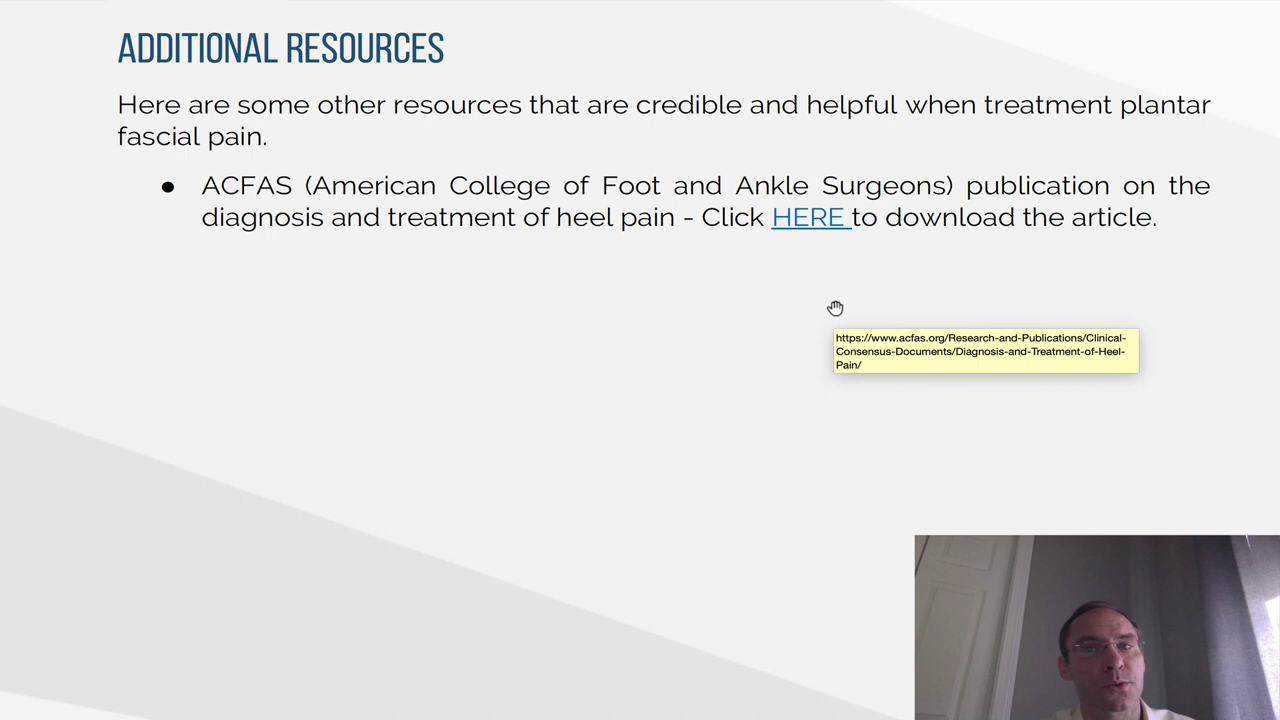 ADDITIONAL RESOURCES
Here are some other resources that are credible and helpful when treatment plantar
fascial pain.
● ACFAS (American College of Foot and Ankle Surgeons) publication on the
diagnosis and treatment of heel pain - Click HERE to download the article.
https://www.acfas.org/Research-and-Publications/Clinical-
Consensus-Documents/Diagnosis-and-Treatment-of-Heel-
Pain/